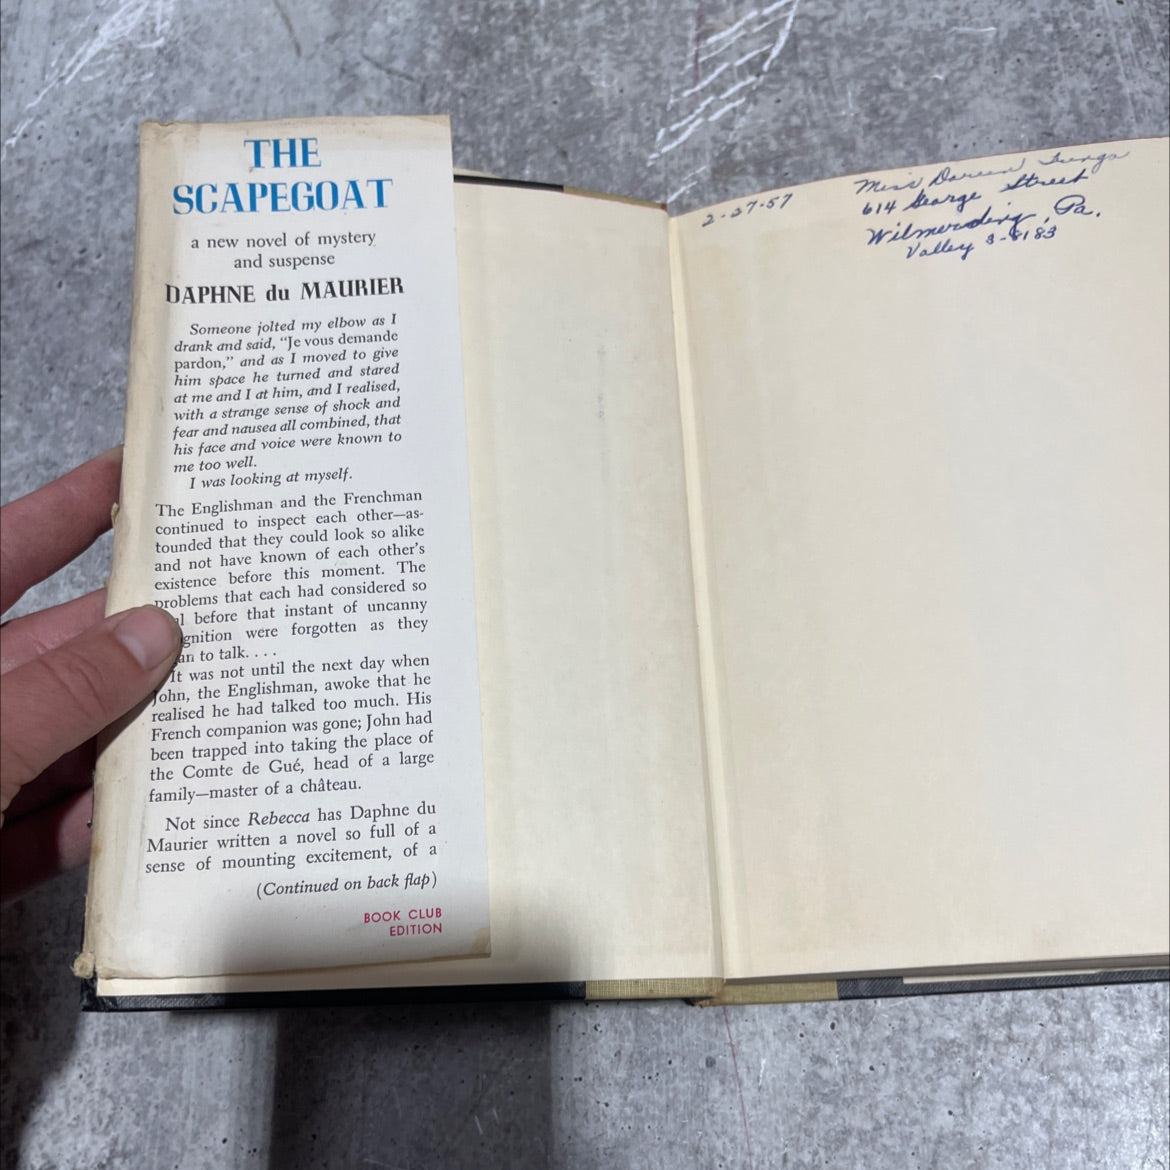 THE
SCAPEGOAT
a new novel of mystery
and suspense
DAPHNE du MAURIER
Someone jolted my elbow as I
drank and said, “Je vous demande
pardon,” and as I moved to give
him space he turned and stared
at me and I at him, and I realised,
with a strange sense of shock and
fear and nausea all combined, that
his face and voice were known to
me too well.
I was looking at myself.
The Englishman and the Frenchman
continued to inspect each other—as-
tounded that they could look so alike
and not have known of each other's
existence before this moment. The
problems that each had considered so
before that instant of uncanny
were forgotten as they
to talk. . . .
It was not until the next day when
John, the Englishman, awoke that he
realised he had talked too much. His
French companion was gone; John had
been trapped into taking the place of
the Comte de Gué, head of a large
family—master of a château.
Not since Rebecca has Daphne du
Maurier written a novel so full of a
sense of mounting excitement, of a
(Continued on back flap)
BOOK CLUB
EDITION
2-27-57
Miss
614 George Street
Wilmerding, Pa.
Valley 3-8183